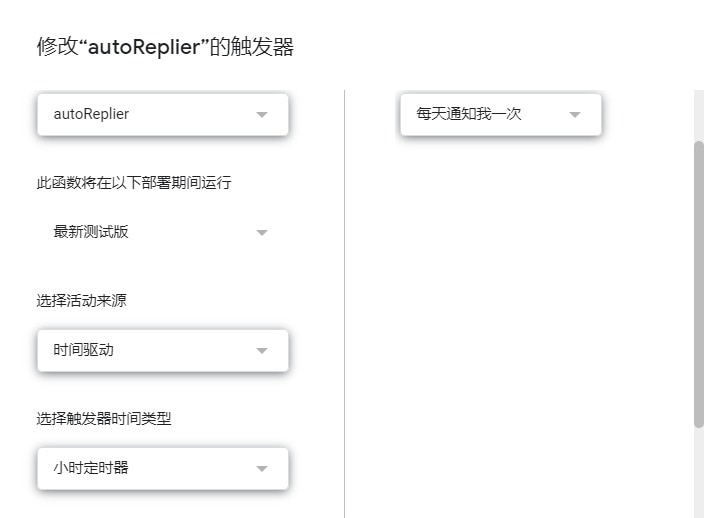 修改“autoReplier”的触发器
autoReplier
此函数将在以下部署期间运行
最新测试版
选择活动来源
时间驱动
选择触发器时间类型
小时定时器
每天通知我一次